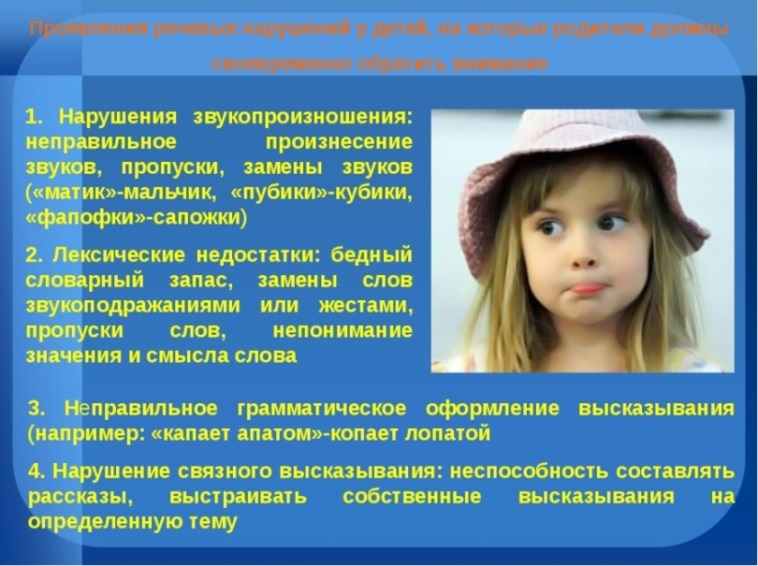 Проявления речевых нарушений у детей, на которые родители должны
своевременно обратить внимание
1. Нарушения звукопроизношения:
неправильное произнесение
звуков, пропуски, замены звуков
(«матик»-мальчик, «пубики»-кубики,
«фапофки»-сапожки)
2. Лексические недостатки: бедный
словарный запас, замены слов
звукоподражаниями или жестами,
пропуски слов, непонимание
значения и смысла слова
3. Неправильное грамматическое оформление высказывания
(например: «капает апатом»-копает лопатой
4. Нарушение связного высказывания: неспособность составлять
рассказы, выстраивать собственные высказывания на
определенную тему